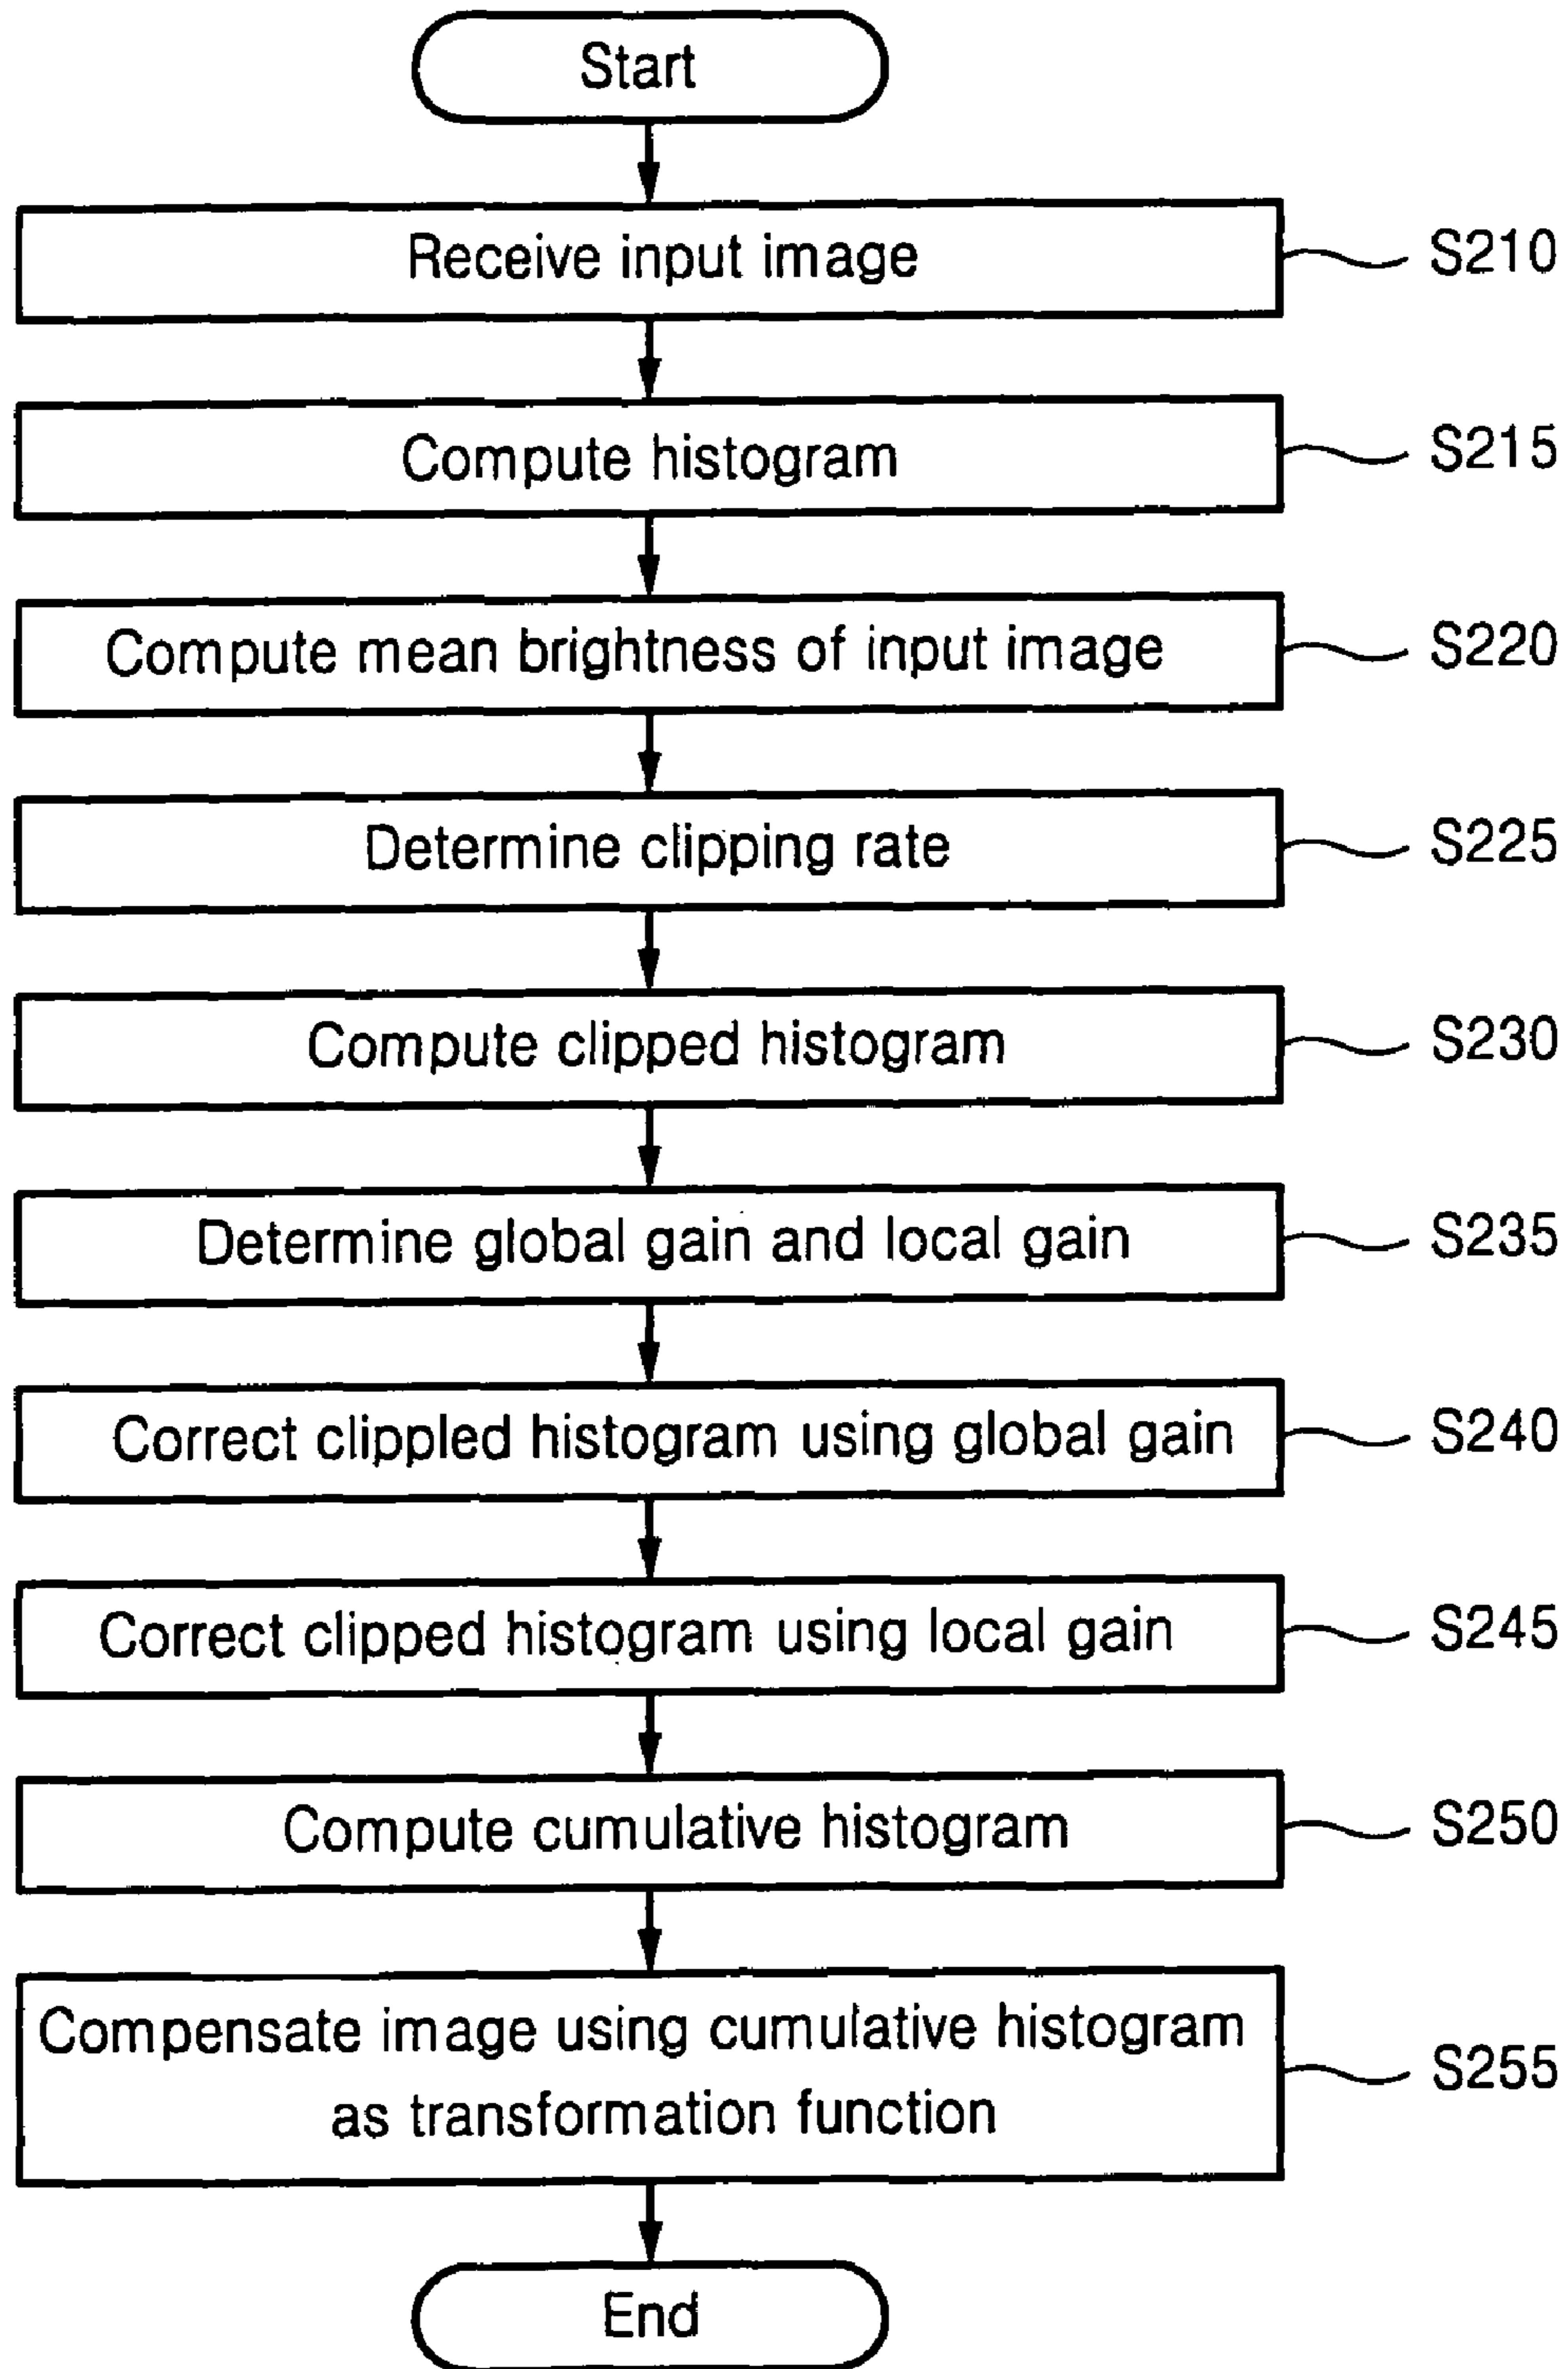 Start
Receive input image
S210
Compute histogram
S215
Compute mean brightness of input image
S220
Determine clipping rate
S225
Compute clipped histogram
S230
Determine global gain and local gain
S235
Correct clippled histogram using global gain
S240
Correct clipped histogram using local gain
S245
Compute cumulative histogram
S250
Compensate image using cumulative histogram
as transformation function
S255
End